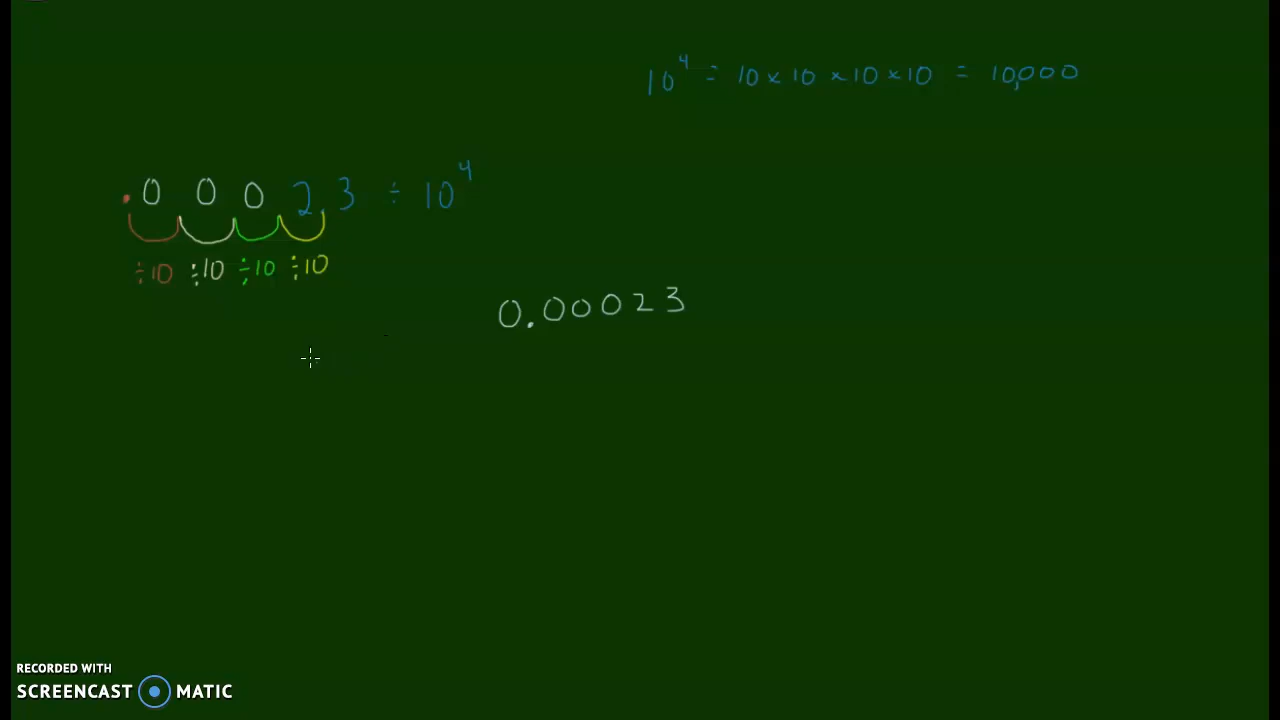 10⁴ = 10 × 10 × 10 × 10 = 10,000
.0 0 0 2.3 ÷ 10⁴
÷10 ÷10 ÷10 ÷10
0.00023
RECORDED WITH
SCREENCAST MATIC